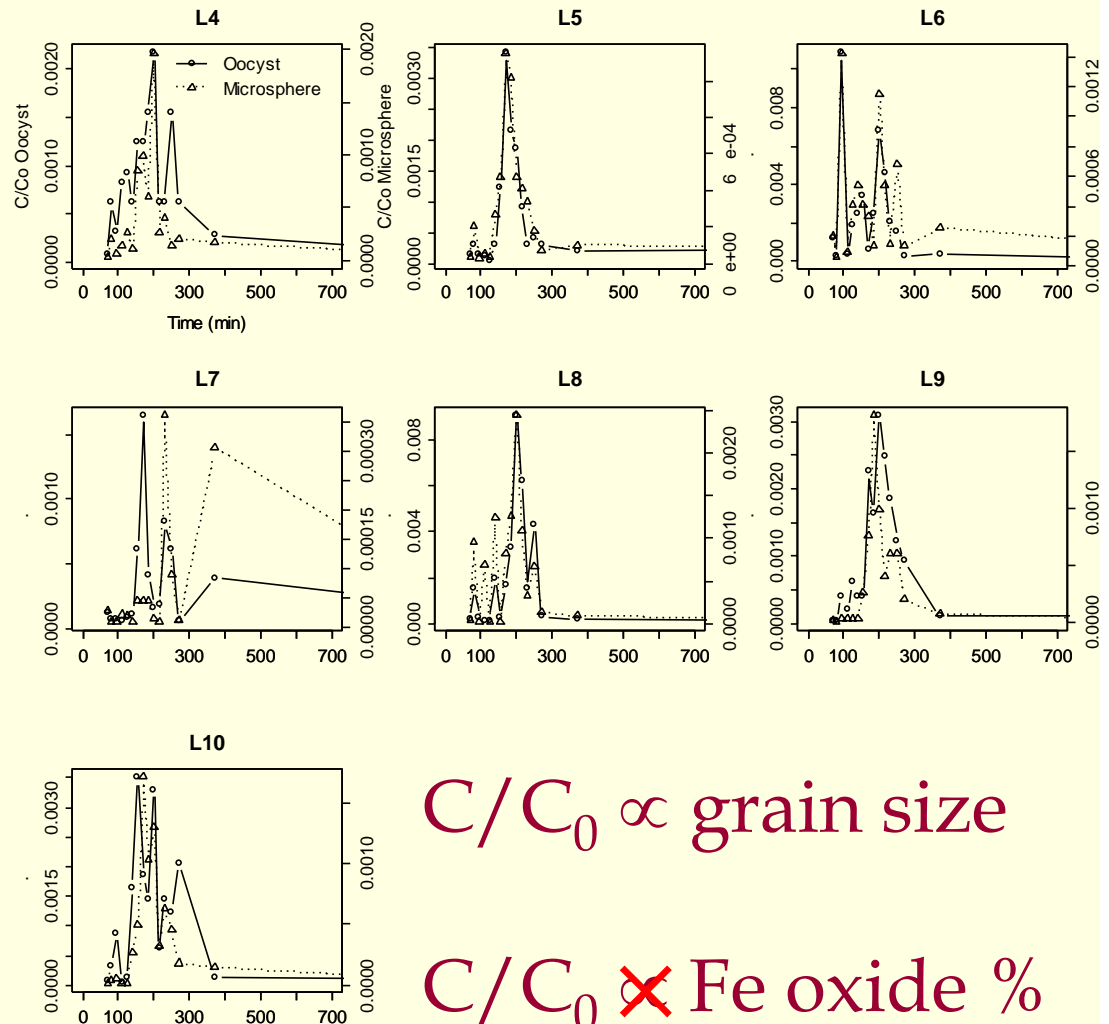 L4
0.0000 0.0010 0.0020
C/Co Oocyst
Oocyst
Microsphere
0.0000 0.0010 0.0020
C/Co Microsphere
0 100 300 500 700
Time (min)
L5
0.0000 0.0015 0.0030
0 e+00 6 e-04
0 100 300 500 700
L6
0.000 0.004 0.008
0.0000 0.0006 0.0012
0 100 300 500 700
L7
0.0000 0.0010
0.00000 0.00015 0.00030
0 100 300 500 700
L8
0.000 0.004 0.008
0.0000 0.0010 0.0020
0 100 300 500 700
L9
0.0000 0.0010 0.0020 0.0030
0.0000 0.0010
0 100 300 500 700
L10
0.0000 0.0015 0.0030
0.0000 0.0010
0 100 300 500 700
C/C₀ ∝ grain size
C/C₀ ∝ Fe oxide %